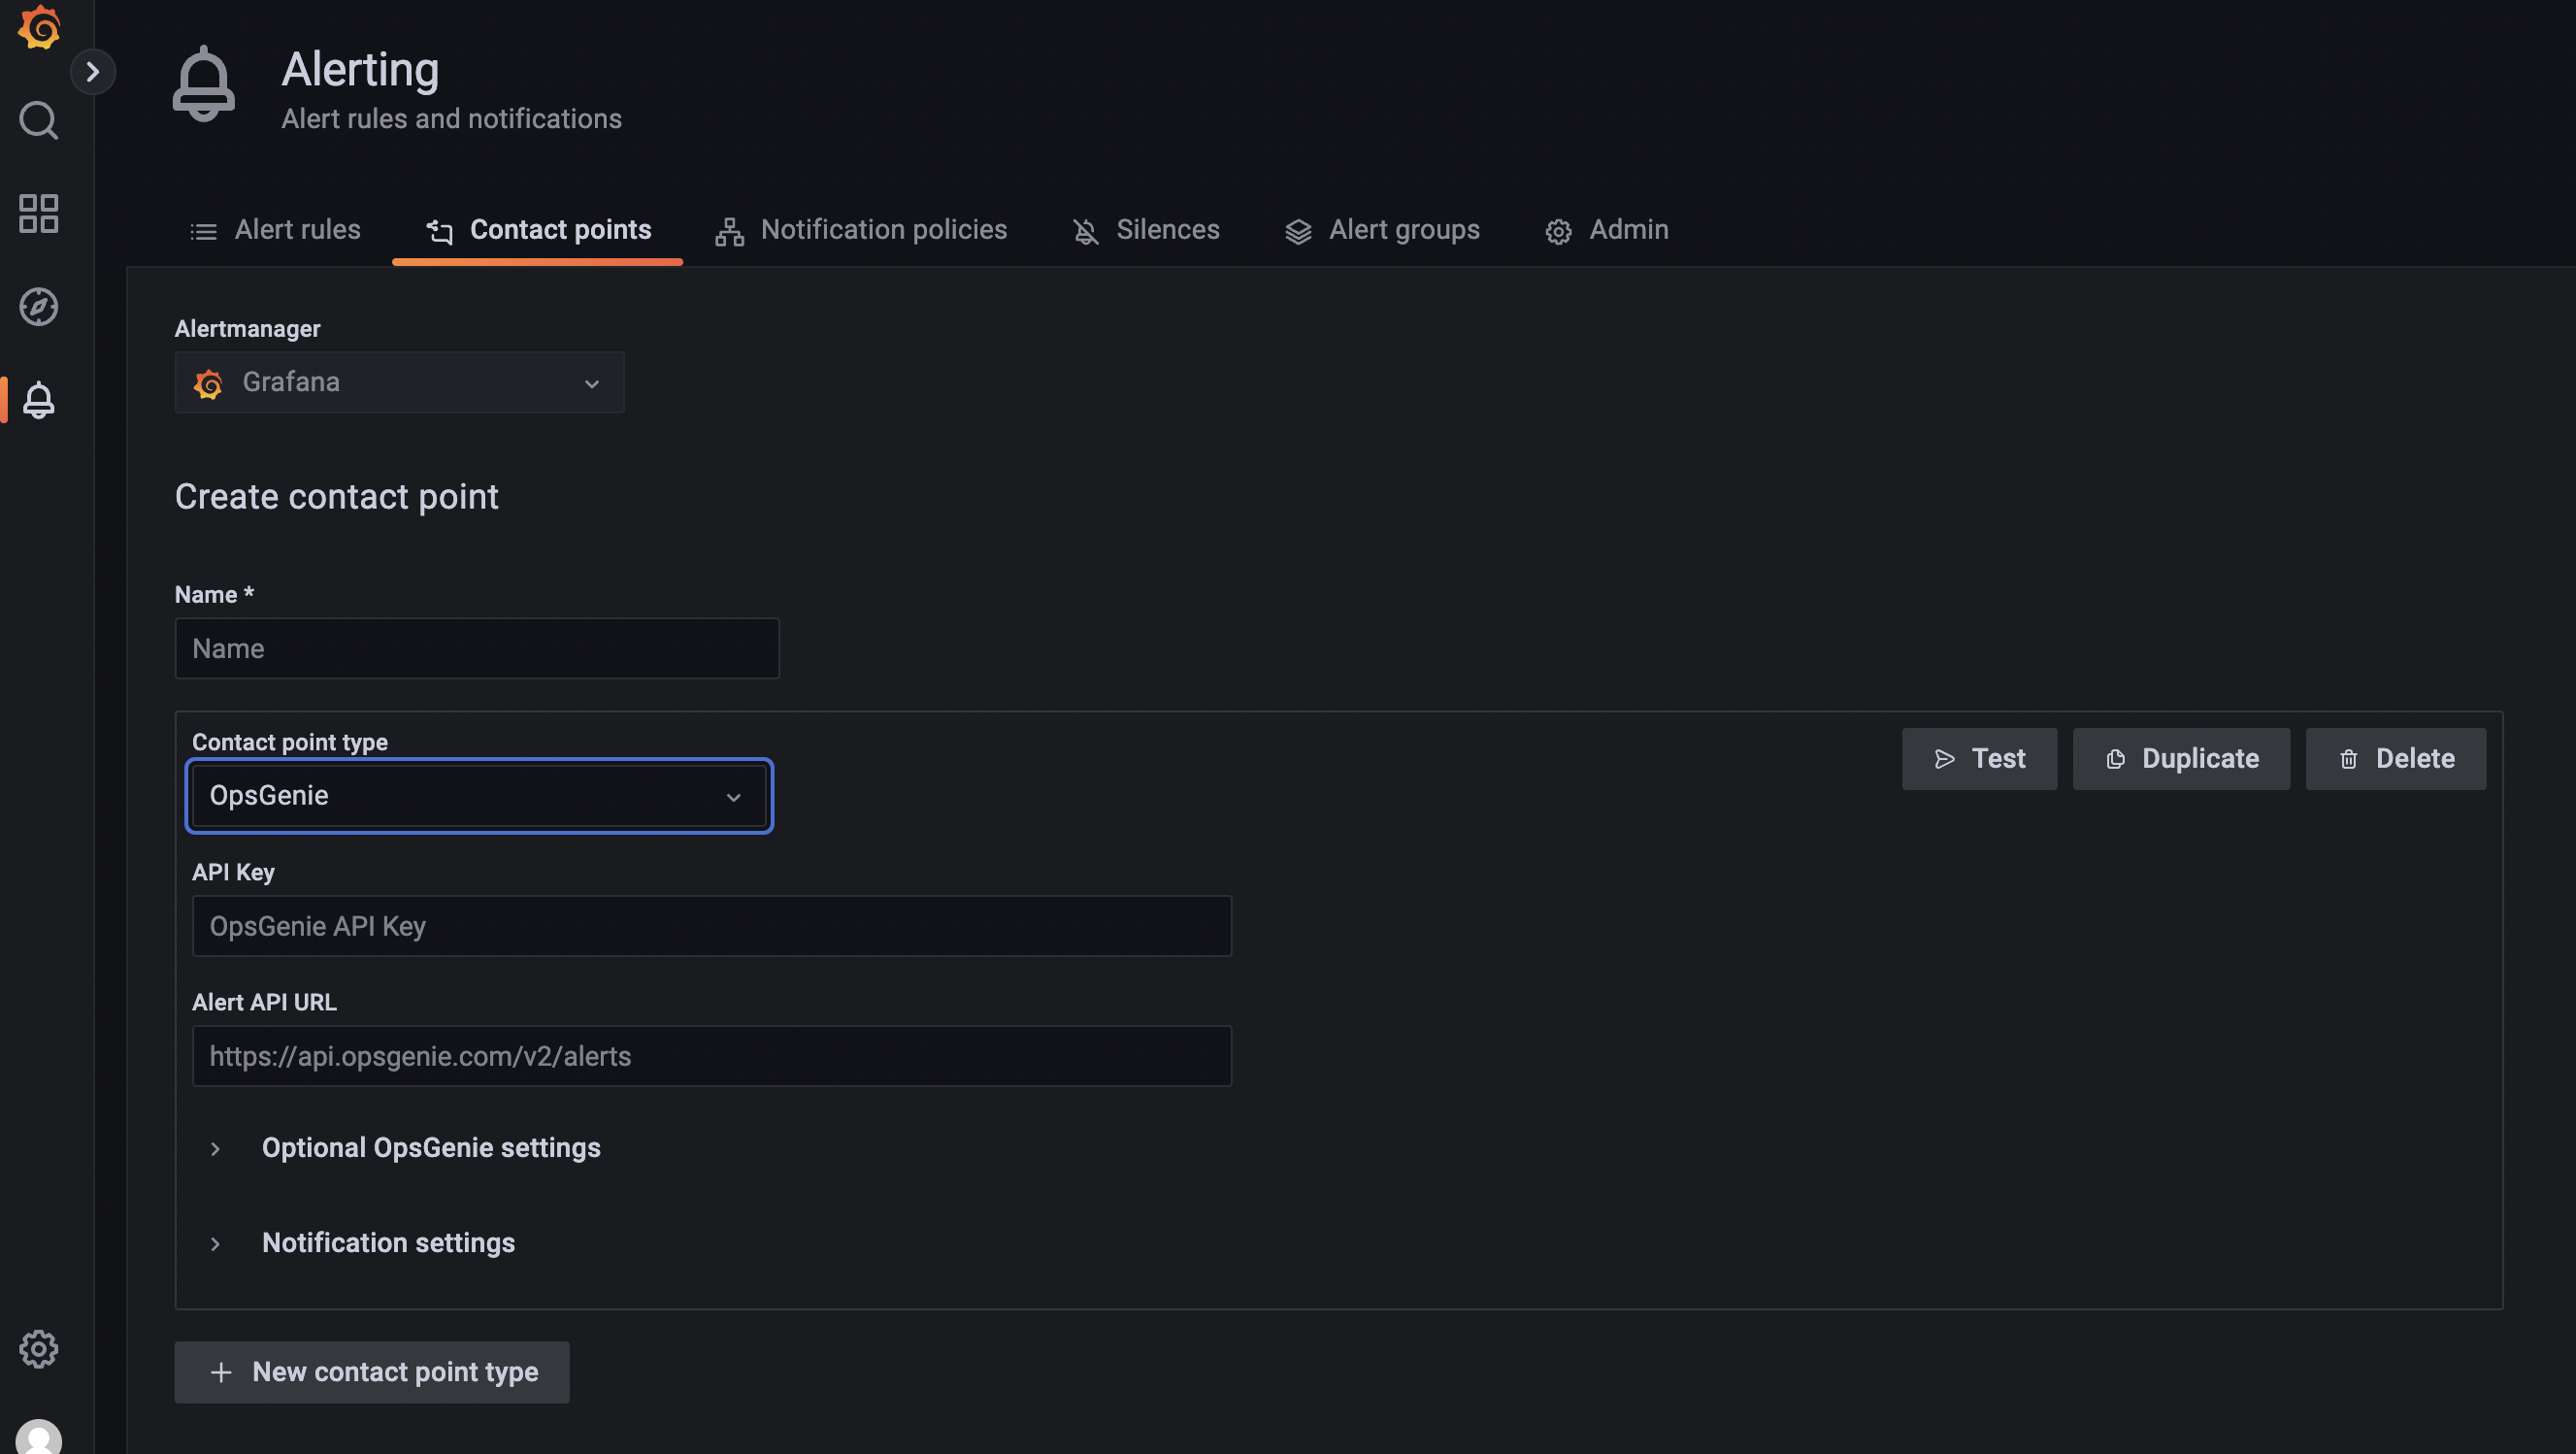 Alerting
Alert rules and notifications
Alert rules
Contact points
Notification policies
Silences
Alert groups
Admin
Alertmanager
Grafana
Create contact point
Name *
Name
Contact point type
OpsGenie
Test
Duplicate
Delete
API Key
OpsGenie API Key
Alert API URL
https://api.opsgenie.com/v2/alerts
Optional OpsGenie settings
Notification settings
New contact point type